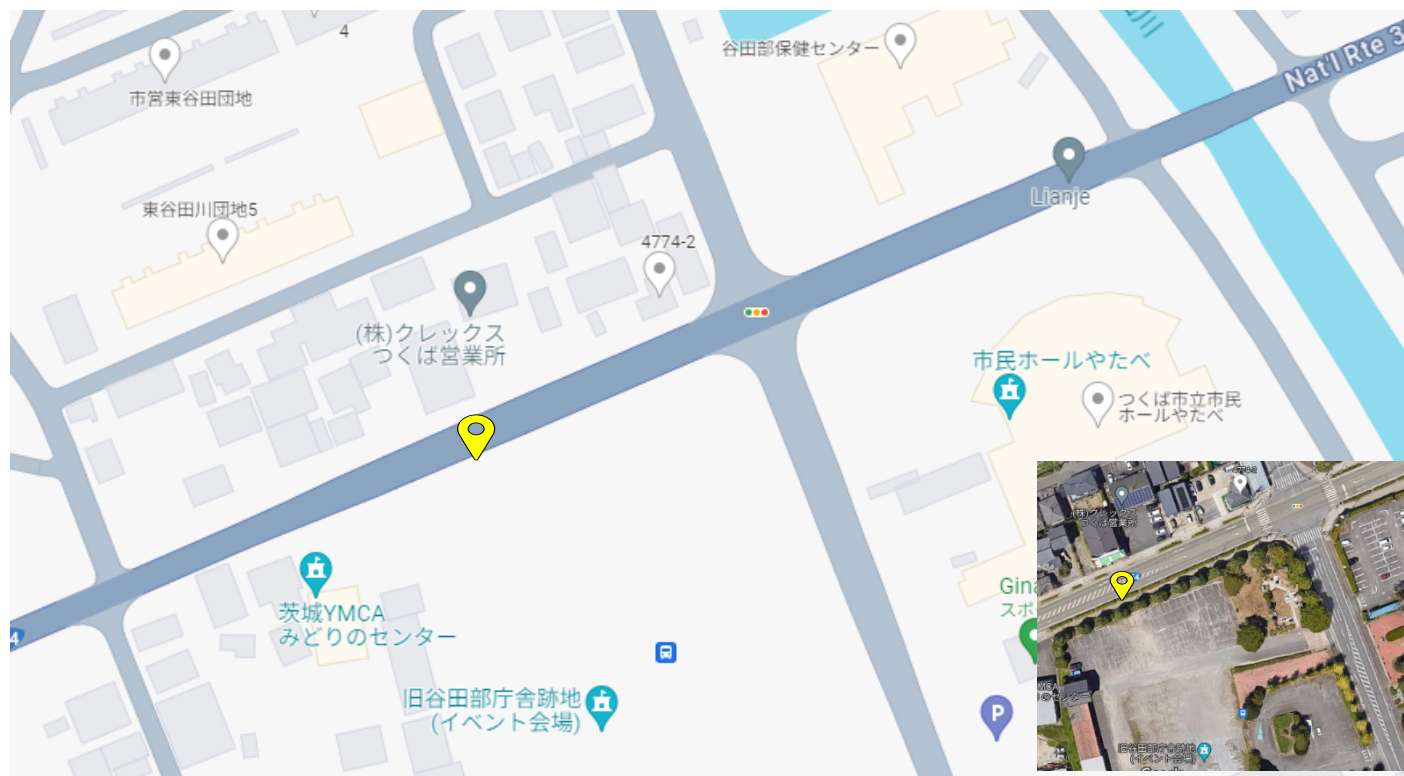 4
谷田部保健センター
Nat'l Rte 3
市営東谷田団地
Lianje
東谷田川団地5
4774-2
(株)クレックス
つくば営業所
市民ホールやたべ
つくば市立市民
ホールやたべ
4774-2
(株)クレックス
つくば営業所
茨城YMCA
みどりのセンター
Gina
スポ
4
旧谷田部庁舎跡地
(イベント会場)
P
旧谷田部庁舎跡地
(イベント会場)